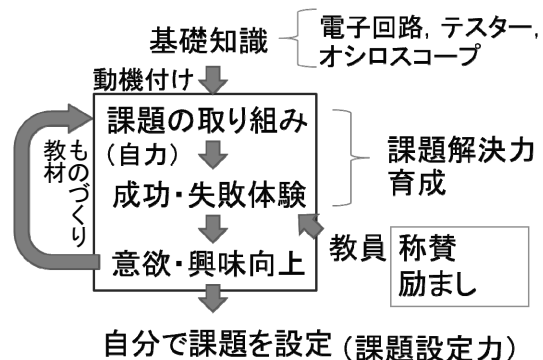 基礎知識
電子回路, テスター,
オシロスコープ
動機付け
課題の取り組み
(自力)
ものづくり
教材
成功・失敗体験
課題解決力
育成
意欲・興味向上
教員
称賛
励まし
自分で課題を設定 (課題設定力)